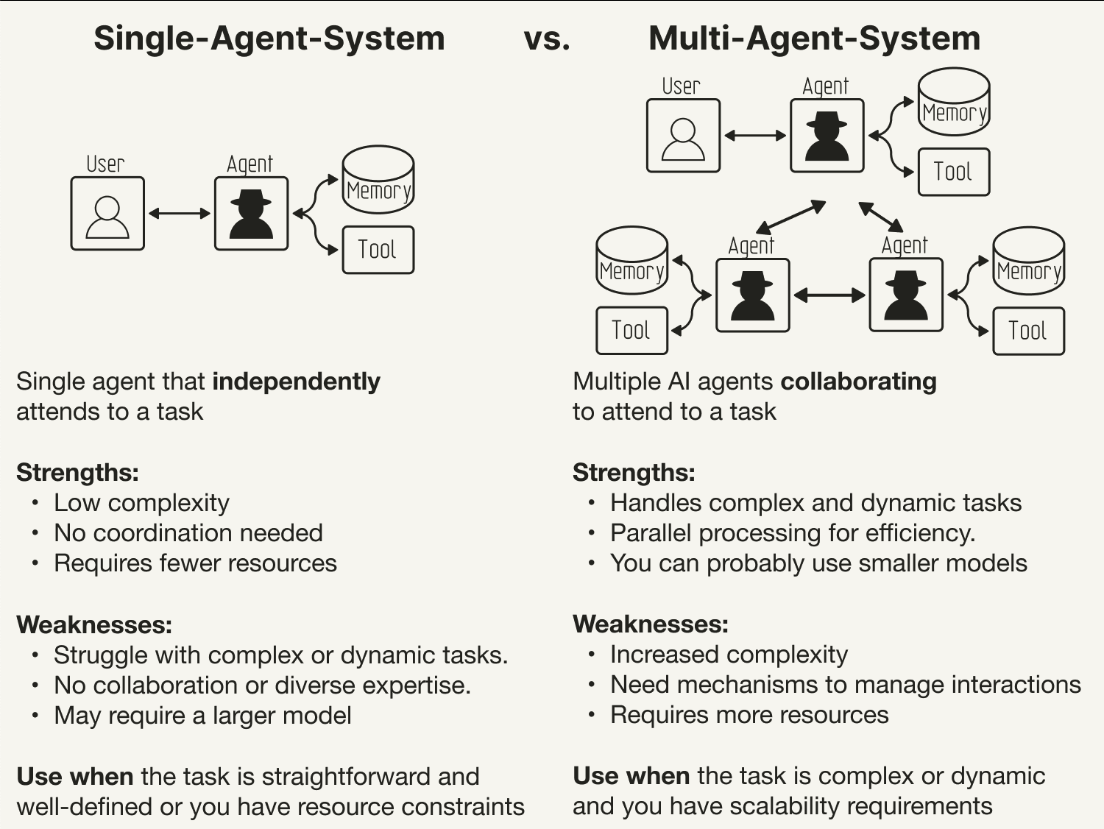 Single-Agent-System vs. Multi-Agent-System
User
Agent
Memory
Tool
User
Agent
Memory
Tool
Memory
Tool
Agent
Agent
Memory
Tool
Single agent that independently
attends to a task
Strengths:
• Low complexity
• No coordination needed
• Requires fewer resources
Weaknesses:
• Struggle with complex or dynamic tasks.
• No collaboration or diverse expertise.
• May require a larger model
Use when the task is straightforward and
well-defined or you have resource constraints
Multiple AI agents collaborating
to attend to a task
Strengths:
• Handles complex and dynamic tasks
• Parallel processing for efficiency.
• You can probably use smaller models
Weaknesses:
• Increased complexity
• Need mechanisms to manage interactions
• Requires more resources
Use when the task is complex or dynamic
and you have scalability requirements